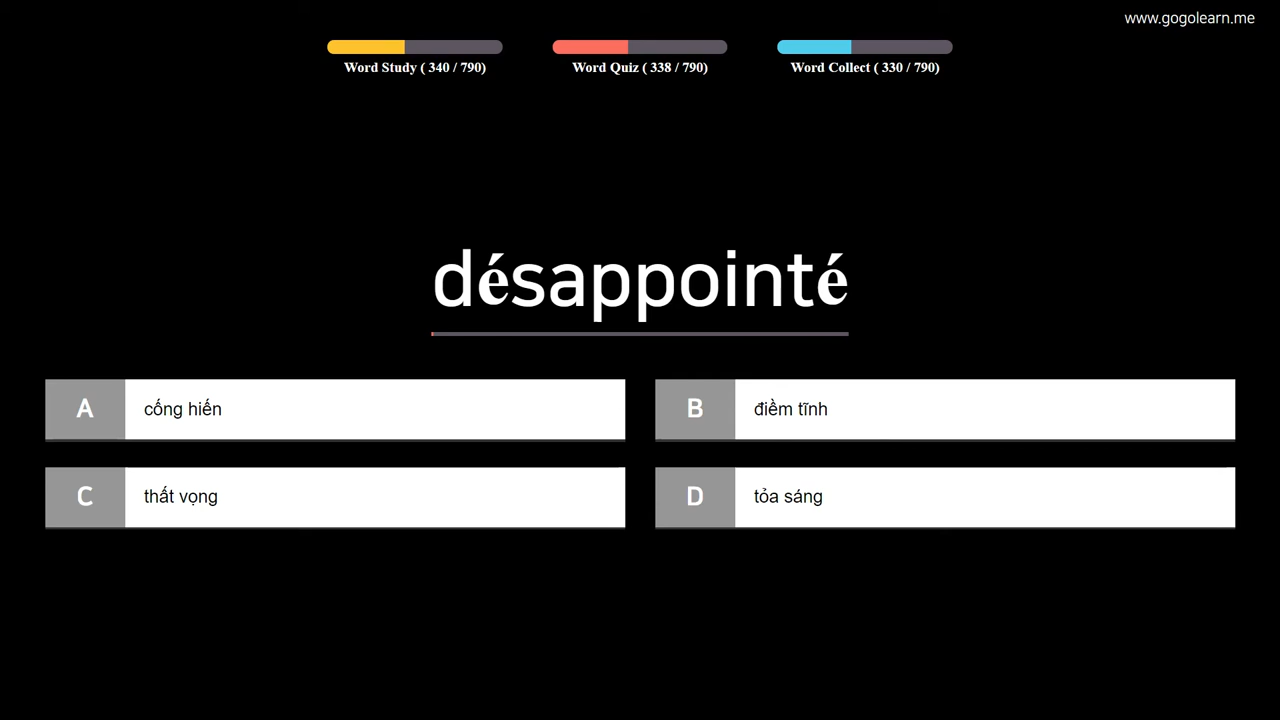 www.gogolearn.me
Word Study ( 340 / 790)
Word Quiz ( 338 / 790)
Word Collect ( 330 / 790)
désappointé
A cống hiến
B điềm tĩnh
C thất vọng
D tỏa sáng